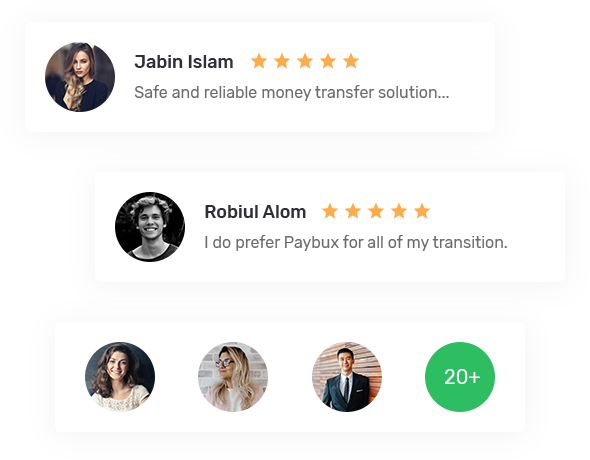 Jabin Islam
Safe and reliable money transfer solution...
Robiul Alom
I do prefer Paybux for all of my transition.
20+